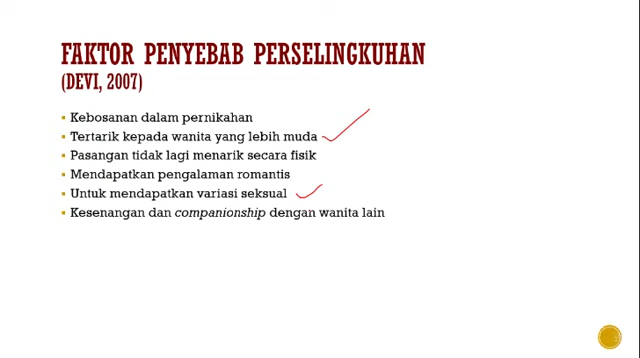 FAKTOR PENYEBAB PERSELINGKUHAN
(DEVI, 2007)
Kebosanan dalam pernikahan
Tertarik kepada wanita yang lebih muda
Pasangan tidak lagi menarik secara fisik
Mendapatkan pengalaman romantis
Untuk mendapatkan variasi seksual
Kesenangan dan companionship dengan wanita lain